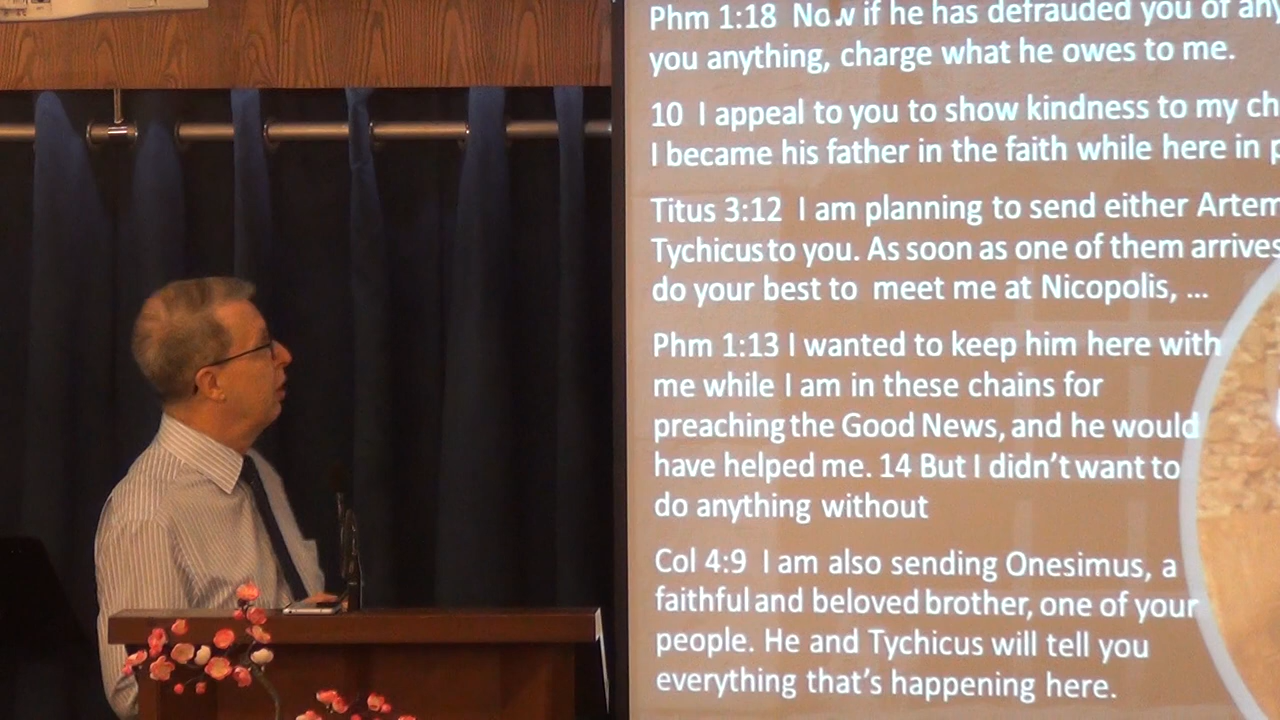 Phm 1:18 Now if he has defrauded you of
you anything, charge what he owes to me.
10 I appeal to you to show kindness to my
I became his father in the faith while here in
Titus 3:12 I am planning to send either
Tychicus to you. As soon as one of them arrives
do your best to meet me at Nicopolis, ...
Phm 1:13 I wanted to keep him here with
me while I am in these chains for
preaching the Good News, and he would
have helped me. 14 But I didn't want to
do anything without
Col 4:9 I am also sending Onesimus, a
faithful and beloved brother, one of your
people. He and Tychicus will tell you
everything that's happening here.